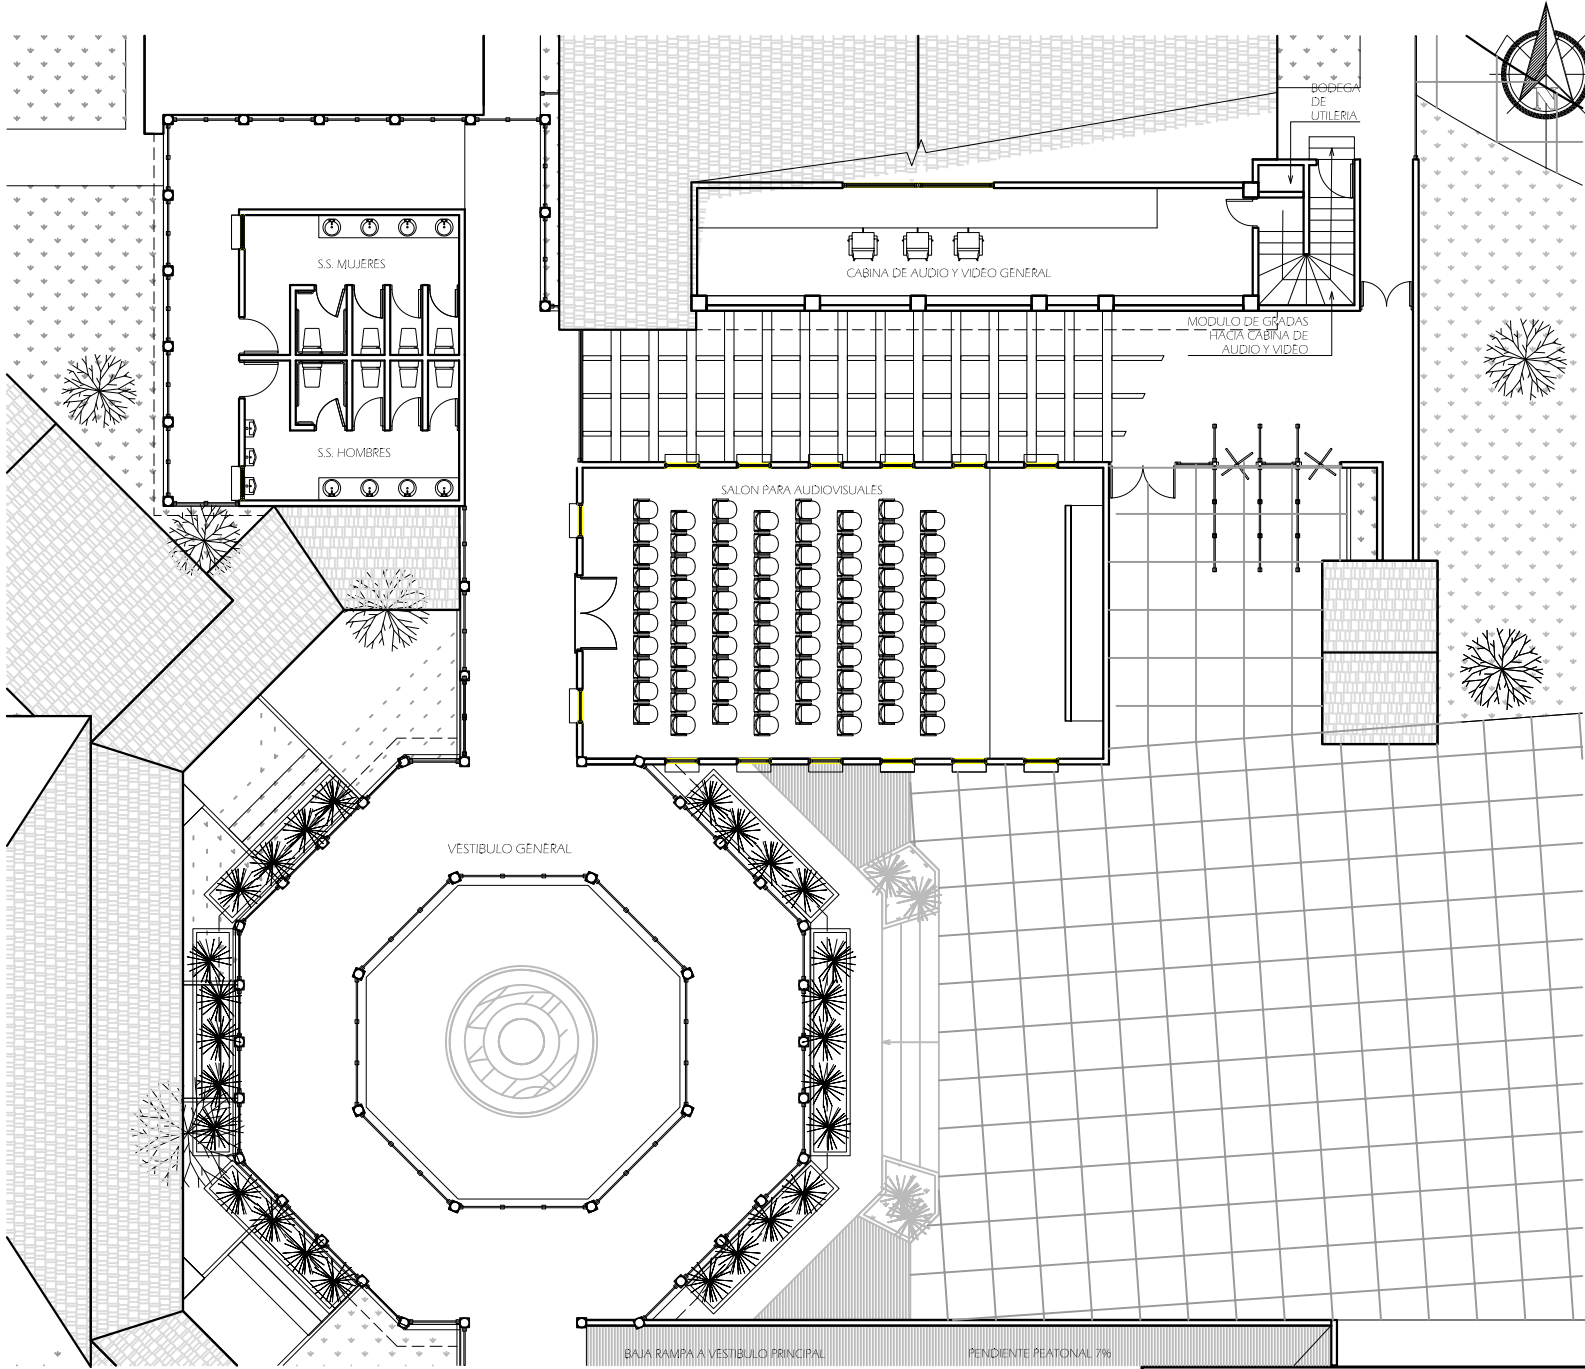 BODEGA
DE
UTILERIA
S.S. MUJERES
CABINA DE AUDIO Y VIDEO GENERAL
MODULO DE GRADAS
HACIA CABINA DE
AUDIO Y VIDEO
S.S. HOMBRES
SALON PARA AUDIOVISUALES
VESTIBULO GENERAL
BAJA RAMPA A VESTIBULO PRINCIPAL
PENDIENTE PEATONAL 7%